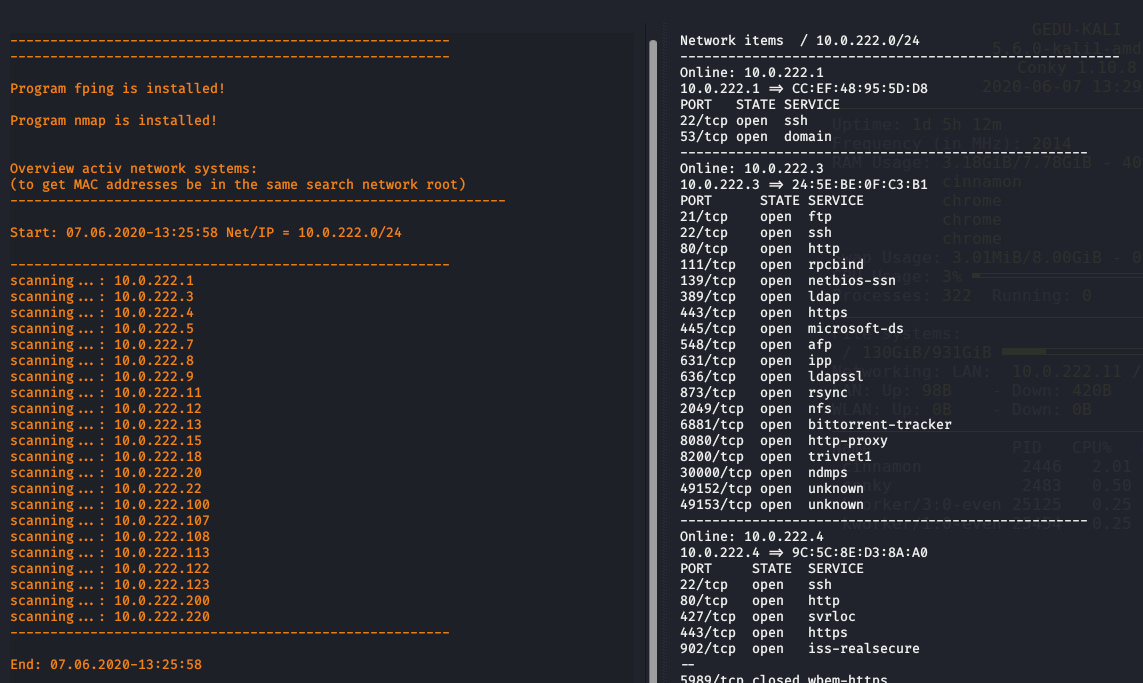 ----------------------------------------------------------
----------------------------------------------------------
Program fping is installed!
Program nmap is installed!
Overview activ network systems:
(to get MAC addresses be in the same search network root)
--------------------------------------------------------------
Start: 07.06.2020-13:25:58 Net/IP = 10.0.222.0/24
-------------------------------------------------------
scanning...: 10.0.222.1
scanning...: 10.0.222.3
scanning...: 10.0.222.4
scanning...: 10.0.222.5
scanning...: 10.0.222.7
scanning...: 10.0.222.8
scanning...: 10.0.222.9
scanning...: 10.0.222.11
scanning...: 10.0.222.12
scanning...: 10.0.222.13
scanning...: 10.0.222.15
scanning...: 10.0.222.18
scanning...: 10.0.222.20
scanning...: 10.0.222.22
scanning...: 10.0.222.100
scanning...: 10.0.222.107
scanning...: 10.0.222.108
scanning...: 10.0.222.113
scanning...: 10.0.222.122
scanning...: 10.0.222.123
scanning...: 10.0.222.200
scanning...: 10.0.222.220
-------------------------------------------------------
End: 07.06.2020-13:25:58
Network items / 10.0.222.0/24
-------------------------------------------------------
Online: 10.0.222.1
10.0.222.1 => CC:EF:48:95:5D:D8
PORT STATE SERVICE
22/tcp open ssh
53/tcp open domain
---------------------------------------------------
Online: 10.0.222.3
10.0.222.3 => 24:5E:BE:0F:C3:B1
PORT STATE SERVICE
21/tcp open ftp
22/tcp open ssh
80/tcp open http
111/tcp open rpcbind
139/tcp open netbios-ssn
389/tcp open ldap
443/tcp open https
445/tcp open microsoft-ds
548/tcp open afp
631/tcp open ipp
636/tcp open ldapssl
873/tcp open rsync
2049/tcp open nfs
6881/tcp open bittorrent-tracker
8080/tcp open http-proxy
8200/tcp open trivnet1
30000/tcp open ndmps
49152/tcp open unknown
49153/tcp open unknown
---------------------------------------------------
Online: 10.0.222.4
10.0.222.4 => 9C:5C:8E:D3:8A:A0
PORT STATE SERVICE
22/tcp open ssh
80/tcp open http
427/tcp open svrloc
443/tcp open https
902/tcp open iss-realsecure
--
5989/tcp closed wbem-https
GEDU-KALI
5.6.0-kali1-amd
Conky 1.10.8
2020-06-07 13:29
Uptime: 1d 5h 12m
MHz): 2014
RAM Usage: 3.18GiB/7.78GiB - 40
cinnamon
chrome
chrome
chrome
Usage: 3.01MiB/8.00GiB - 0
Usage: 3%
Processes: 322 Running: 0
systems:
/ 130GiB/931GiB
Networking: LAN: 10.0.222.11 /
Up: 98B - Down: 420B
WLAN: Up: 0B - Down: 0B
PID CPU%
cinnamon 2446 2.01
2483 0.50
3:0-even 25125 0.25
0.25